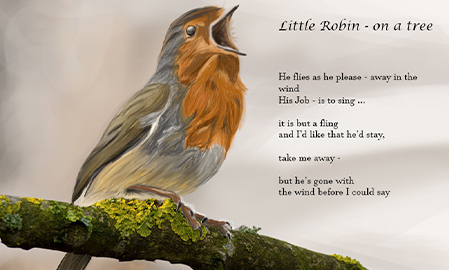 Little Robin - on a tree
He flies as he please - away in the
wind
His Job - is to sing ...
it is but a fling
and I'd like that he'd stay,
take me away -
but he's gone with
the wind before I could say